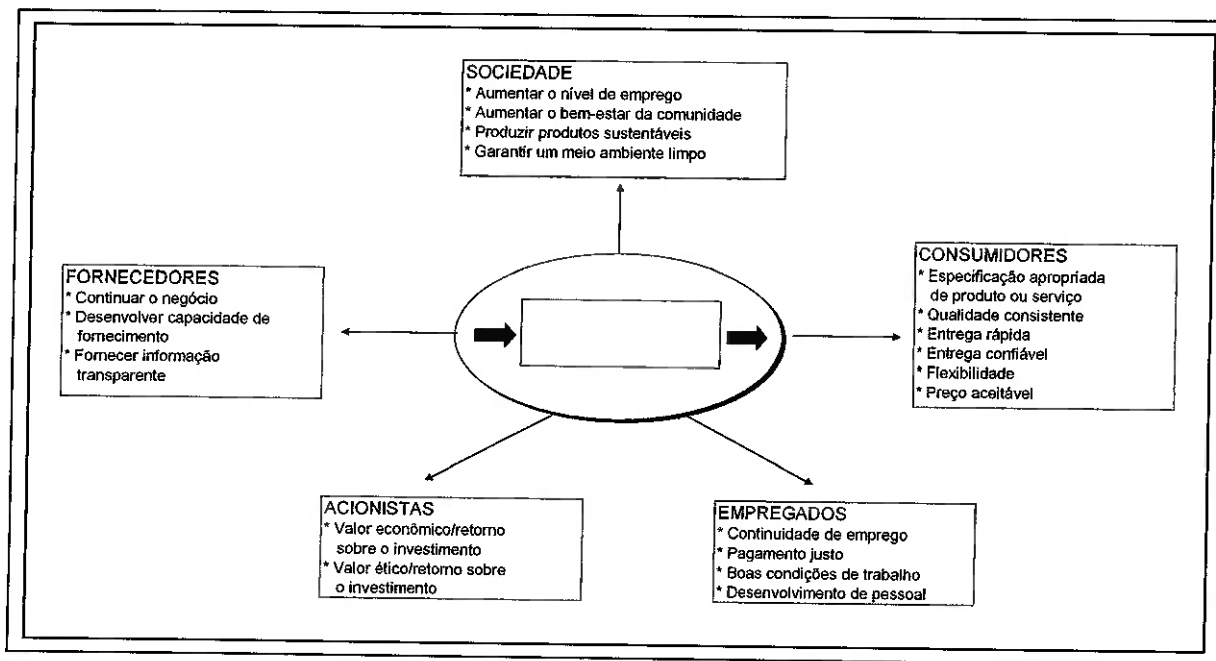 SOCIEDADE
* Aumentar o nível de emprego
* Aumentar o bem-estar da comunidade
* Produzir produtos sustentáveis
* Garantir um meio ambiente limpo
FORNECEDORES
* Continuar o negócio
* Desenvolver capacidade de
fornecimento
* Fornecer informação
transparente
CONSUMIDORES
* Especificação apropriada
de produto ou serviço
* Qualidade consistente
* Entrega rápida
* Entrega confiável
* Flexibilidade
* Preço aceitável
ACIONISTAS
* Valor econômico/retorno
sobre o investimento
* Valor ético/retorno sobre
o investimento
EMPREGADOS
* Continuidade de emprego
* Pagamento justo
* Boas condições de trabalho
* Desenvolvimento de pessoal